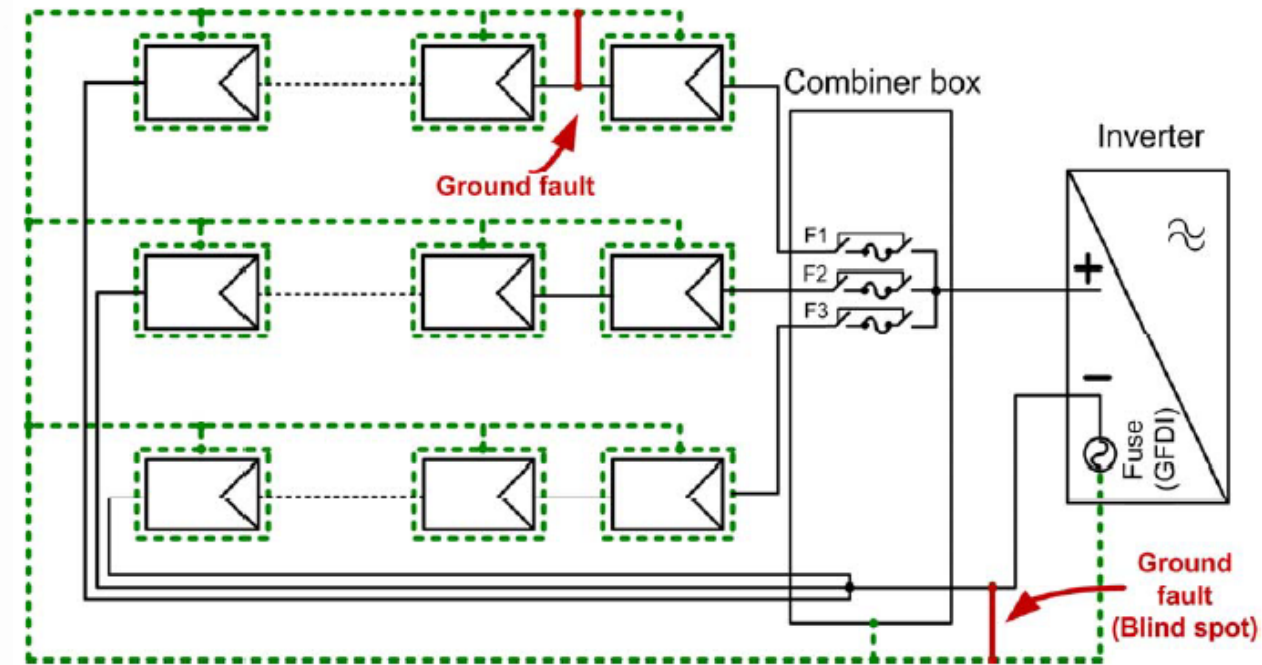 Combiner box
Inverter
Ground fault
F1
F2
F3
+
−
Fuse
(GFDI)
Ground
fault
(Blind spot)